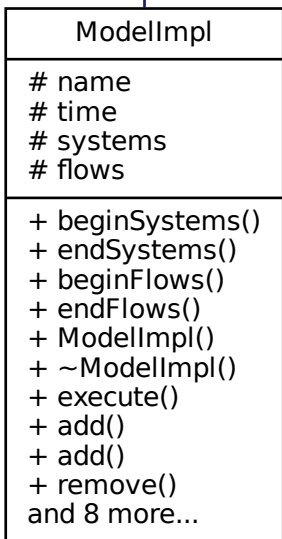 ModelImpl
# name
# time
# systems
# flows
+ beginSystems()
+ endSystems()
+ beginFlows()
+ endFlows()
+ ModelImpl()
+ ~ModelImpl()
+ execute()
+ add()
+ add()
+ remove()
and 8 more...